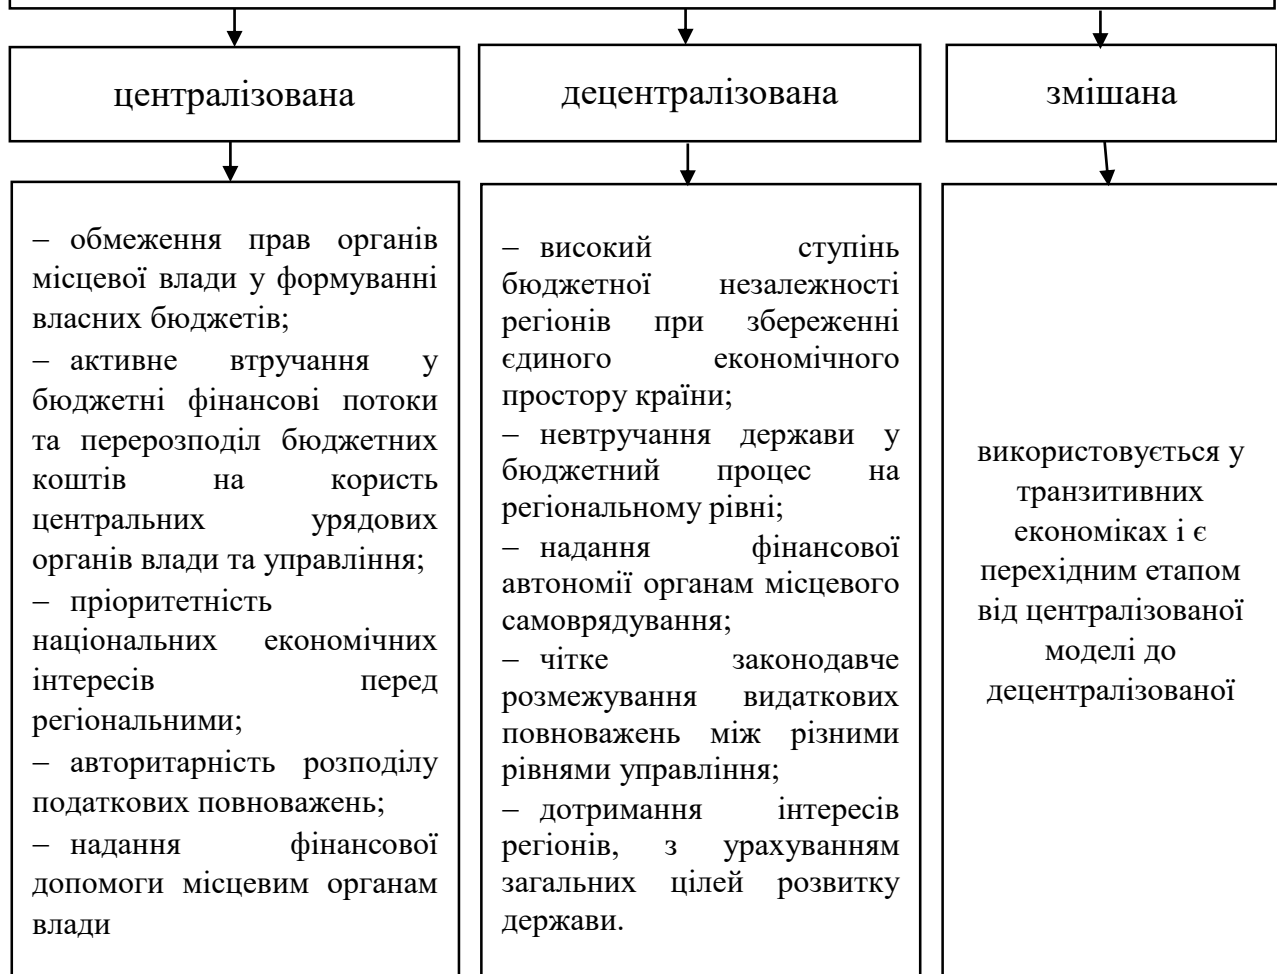 централізована
децентралізована
змішана
– обмеження прав органів
місцевої влади у формуванні
власних бюджетів;
– активне втручання у
бюджетні фінансові потоки
та перерозподіл бюджетних
коштів на користь
центральних урядових
органів влади та управління;
– пріоритетність
національних економічних
інтересів перед
регіональними;
– авторитарність розподілу
податкових повноважень;
– надання фінансової
допомоги місцевим органам
влади
– високий ступінь
бюджетної незалежності
регіонів при збереженні
єдиного економічного
простору країни;
– невтручання держави у
бюджетний процес на
регіональному рівні;
– надання фінансової
автономії органам місцевого
самоврядування;
– чітке законодавче
розмежування видаткових
повноважень між різними
рівнями управління;
– дотримання інтересів
регіонів, з урахуванням
загальних цілей розвитку
держави.
використовується у
транзитивних
економіках і є
перехідним етапом
від централізованої
моделі до
децентралізованої